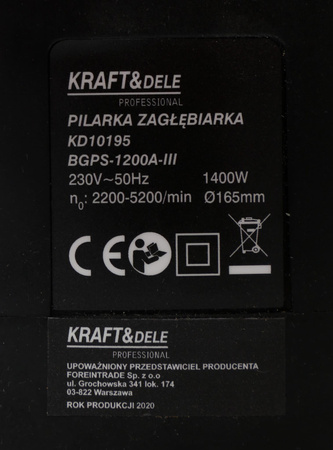 KRAFT&DELE
PROFESSIONAL
PILARKA ZAGŁĘBIARKA
KD10195
BGPS-1200A-III
230V~50Hz 1400W
n0: 2200-5200/min Ø165mm
CE
KRAFT&DELE
PROFESSIONAL
UPOWAŻNIONY PRZEDSTAWICIEL PRODUCENTA
FOREINTRADE Sp. z o.o
ul. Grochowska 341 lok. 174
03-822 Warszawa
ROK PRODUKCJI 2020